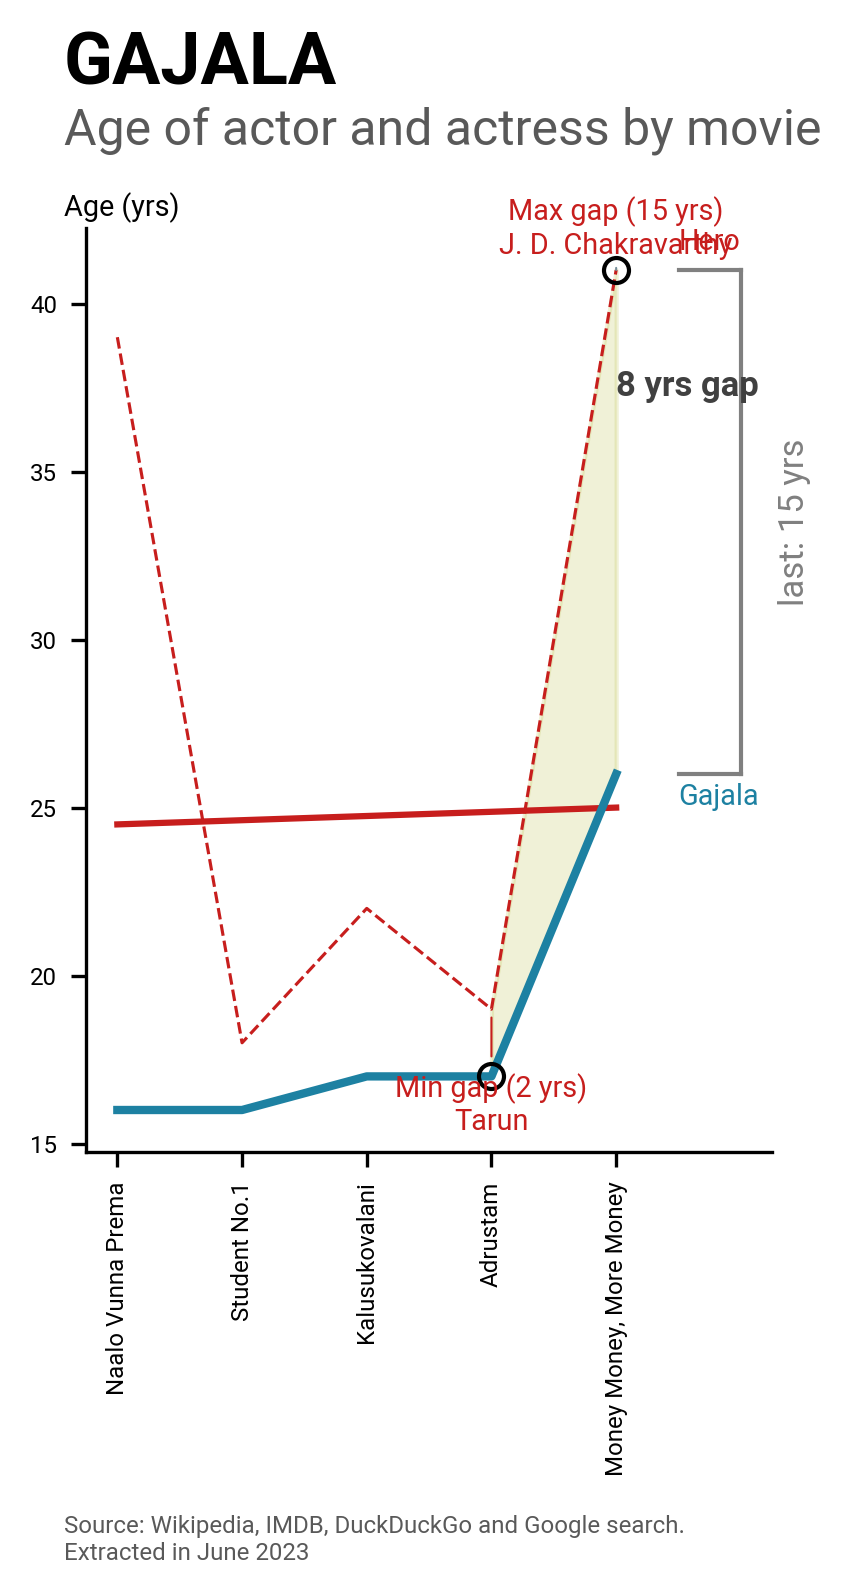 GAJALA
Age of actor and actress by movie
Age (yrs)
Max gap (15 yrs)
J. D. Chakravarthy
Hero
40
8 yrs gap
35
last: 15 yrs
30
25
Gajala
20
Min gap (2 yrs)
Tarun
15
Naalo Vunna Prema
Student No.1
Kalusukovalani
Adrustam
Money Money, More Money
Source: Wikipedia, IMDB, DuckDuckGo and Google search.
Extracted in June 2023